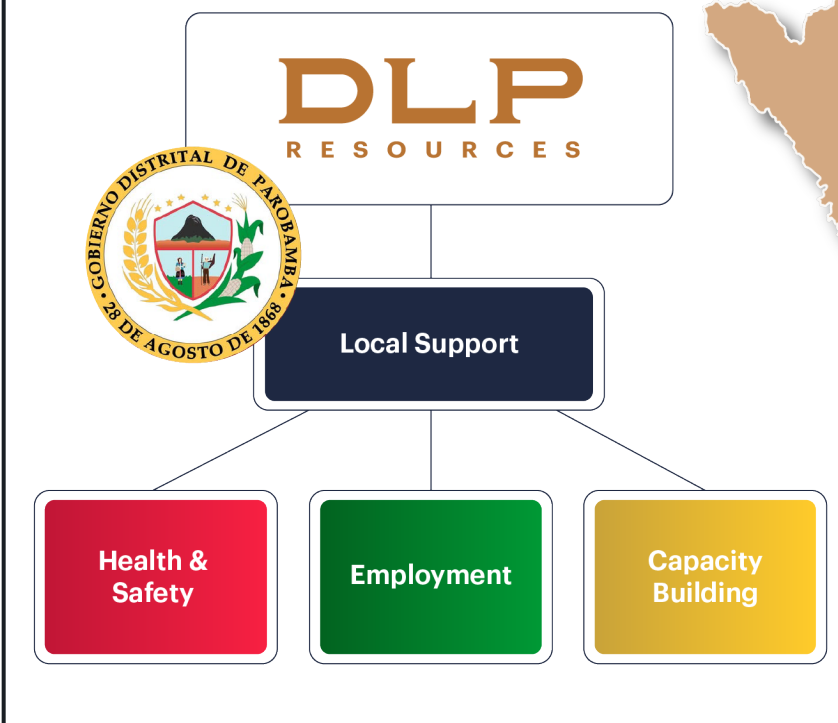 DLP
RESOURCES
GOBIERNO DISTRITAL DE PAROBAMBA
• 28 DE AGOSTO DE 1868 •
Local Support
Health &
Safety
Employment
Capacity
Building